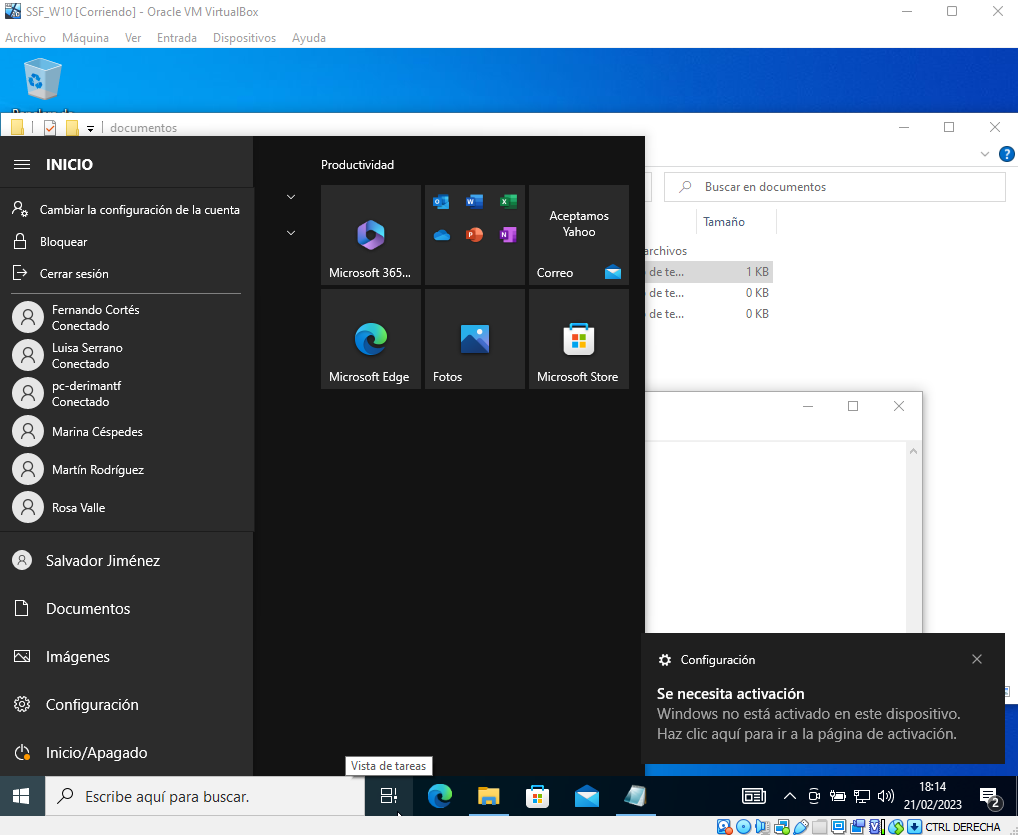 SSF_W10 [Corriendo] - Oracle VM VirtualBox
Archivo Máquina Ver Entrada Dispositivos Ayuda
documentos
Buscar en documentos
Tamaño
archivos
de te... 1 KB
de te... 0 KB
de te... 0 KB
INICIO
Cambiar la configuración de la cuenta
Bloquear
Cerrar sesión
Fernando Cortés
Conectado
Luisa Serrano
Conectado
pc-derimantf
Conectado
Marina Céspedes
Martín Rodríguez
Rosa Valle
Salvador Jiménez
Documentos
Imágenes
Configuración
Inicio/Apagado
Productividad
Microsoft 365...
Aceptamos
Yahoo
Correo
Microsoft Edge
Fotos
Microsoft Store
Configuración
Se necesita activación
Windows no está activado en este dispositivo.
Haz clic aquí para ir a la página de activación.
Vista de tareas
Escribe aquí para buscar.
18:14
21/02/2023
2
CTRL DERECHA